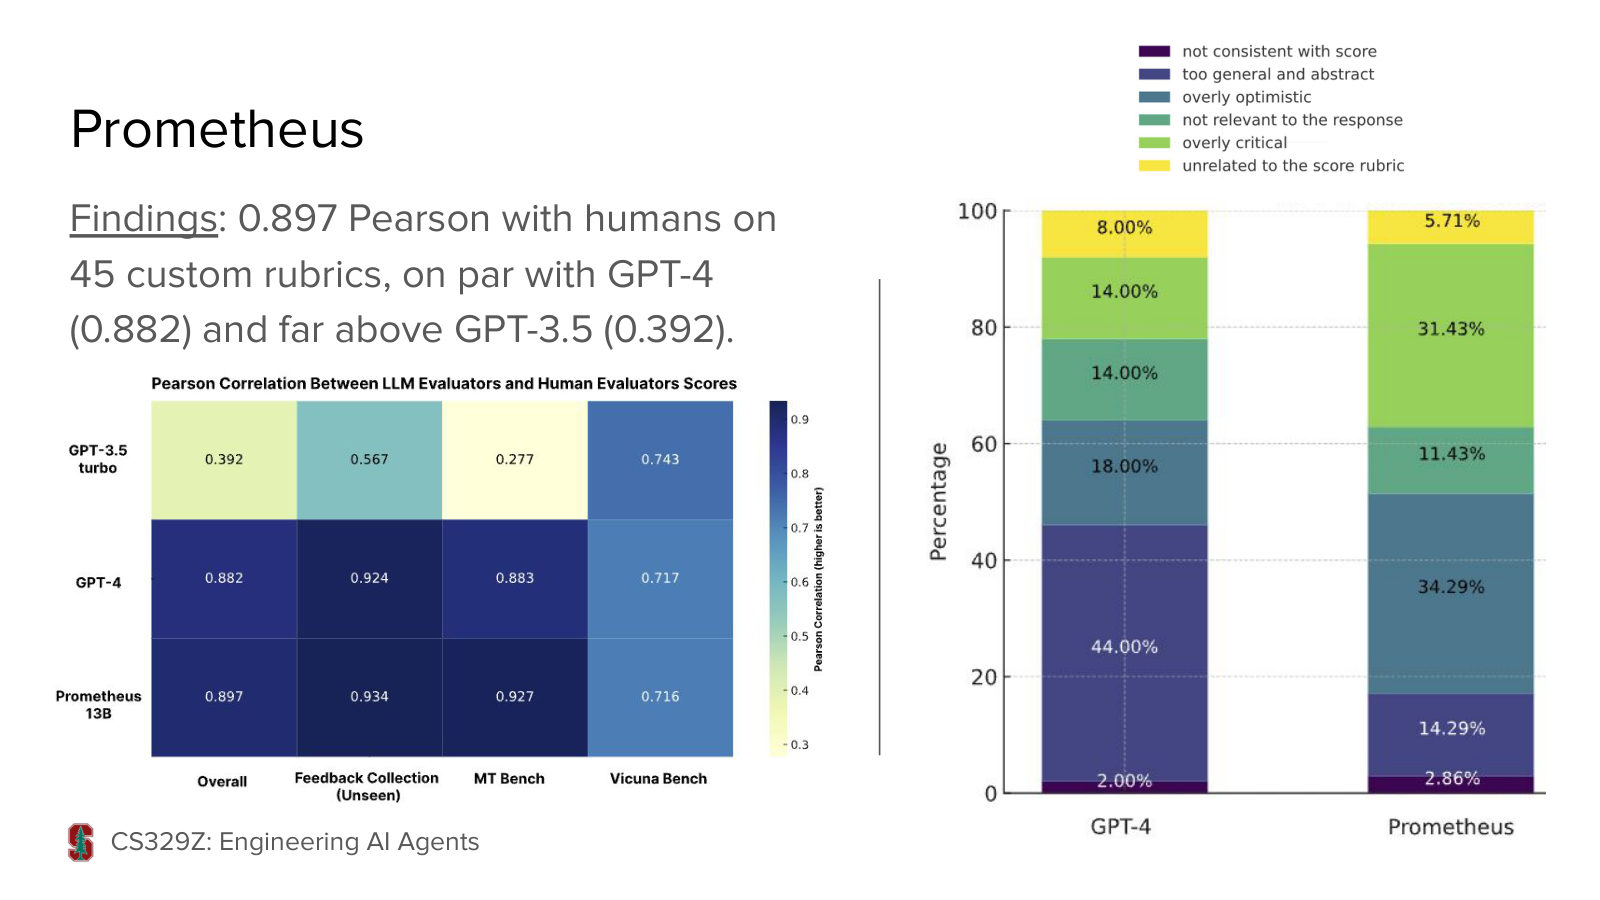 Prometheus
Findings: 0.897 Pearson with humans on
45 custom rubrics, on par with GPT-4
(0.882) and far above GPT-3.5 (0.392).
Pearson Correlation Between LLM Evaluators and Human Evaluators Scores
GPT-3.5
turbo
0.392 0.567 0.277 0.743
GPT-4
0.882 0.924 0.883 0.717
Prometheus
13B
0.897 0.934 0.927 0.716
Overall
Feedback Collection
(Unseen)
MT Bench
Vicuna Bench
0.9
0.8
0.7
0.6
0.5
0.4
0.3
Pearson Correlation (higher is better)
not consistent with score
too general and abstract
overly optimistic
not relevant to the response
overly critical
unrelated to the score rubric
Percentage
100
80
60
40
20
0
8.00%
14.00%
14.00%
18.00%
44.00%
2.00%
GPT-4
5.71%
31.43%
11.43%
34.29%
14.29%
2.86%
Prometheus
CS329Z: Engineering AI Agents